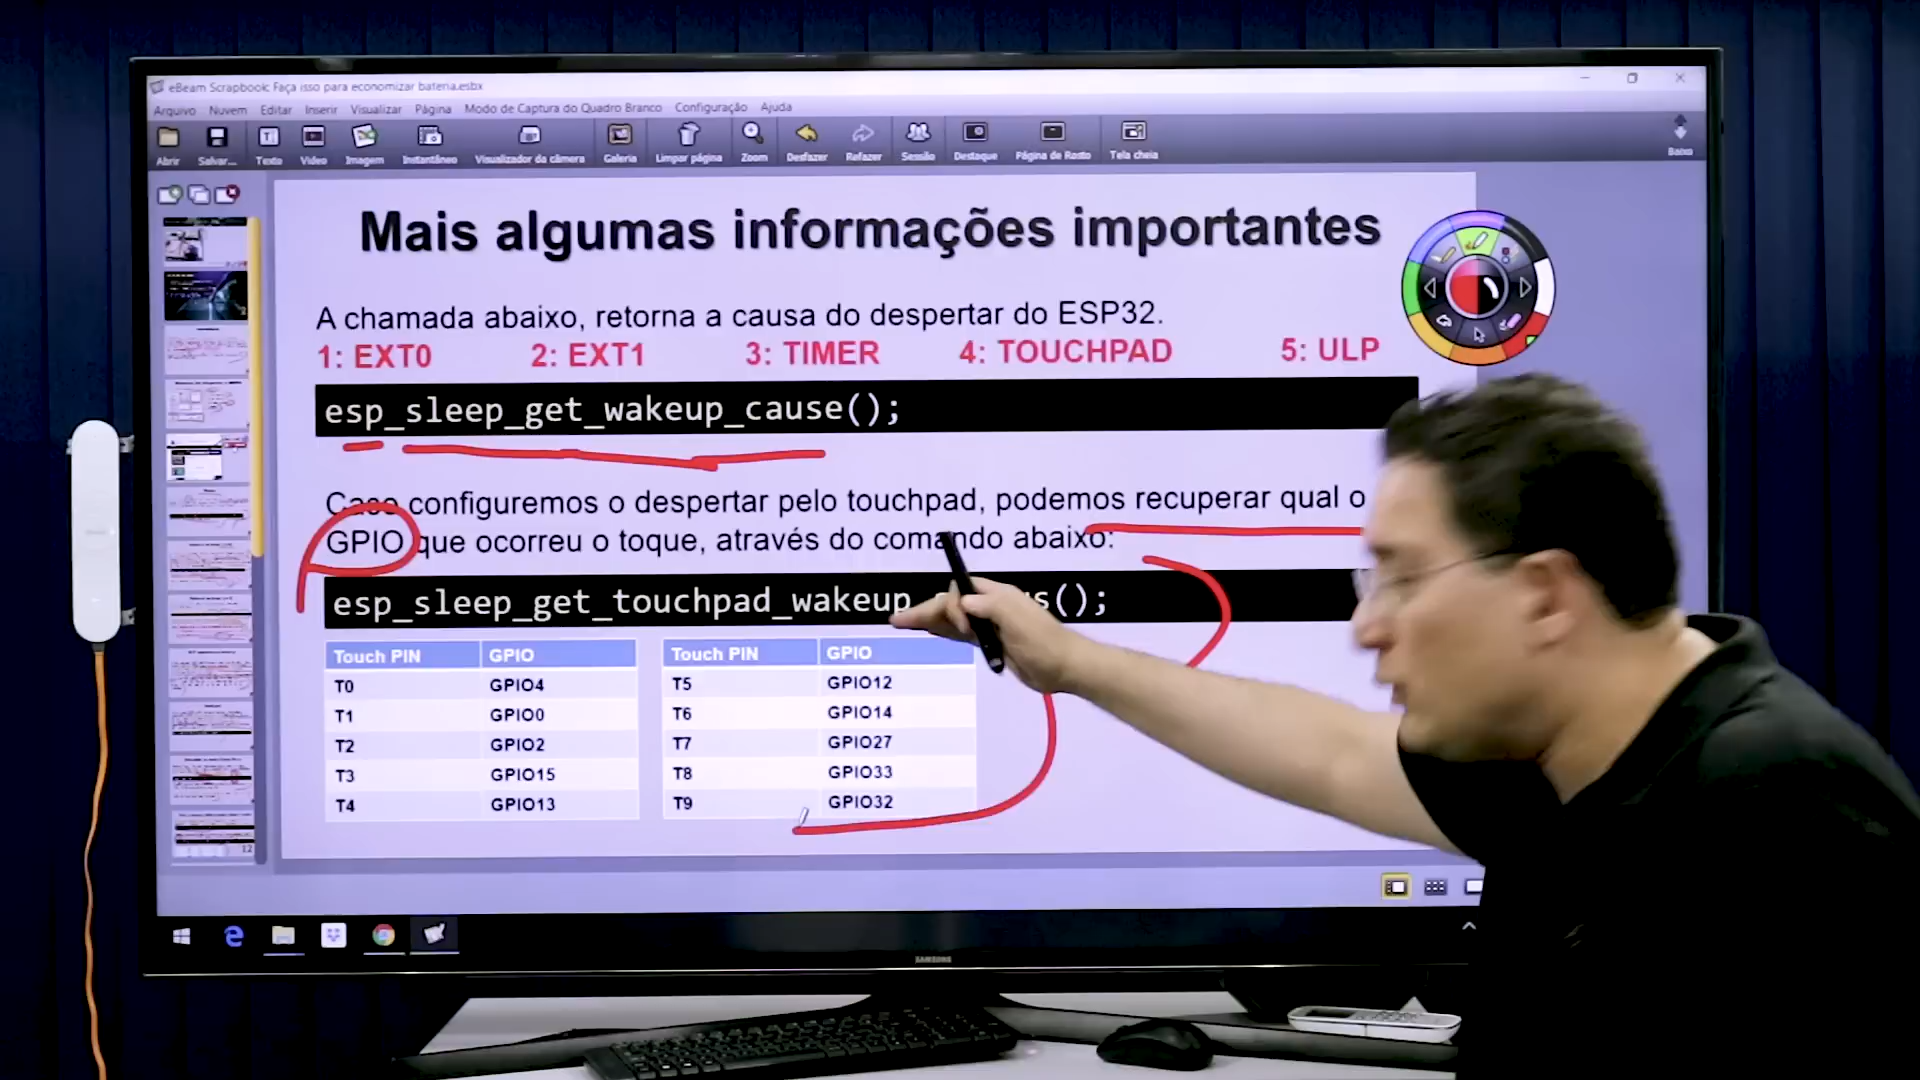 eBeam Scrapbook: Faça isso para economizar bateria.esbx
Arquivo Nuvem Editar Inserir Visualizar Página Modo de Captura do Quadro Branco Configuração Ajuda
Abrir Salvar... Texto Video Imagem Instantâneo Visualizador da câmera Galeria Limpar página Zoom Desfazer Refazer Sessão Destaque Página de Rosto Tela cheia Baixo
Mais algumas informações importantes
A chamada abaixo, retorna a causa do despertar do ESP32.
1: EXT0 2: EXT1 3: TIMER 4: TOUCHPAD 5: ULP
esp_sleep_get_wakeup_cause();
Caso configuremos o despertar pelo touchpad, podemos recuperar qual o
GPIO que ocorreu o toque, através do comando abaixo:
esp_sleep_get_touchpad_wakeup_s();
Touch PIN GPIO Touch PIN GPIO
T0 GPIO4 T5 GPIO12
T1 GPIO0 T6 GPIO14
T2 GPIO2 T7 GPIO27
T3 GPIO15 T8 GPIO33
T4 GPIO13 T9 GPIO32
12
SAMSUNG